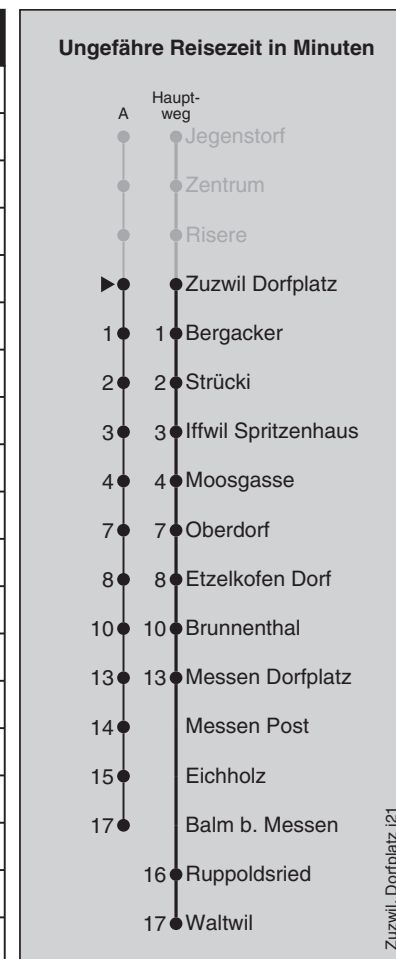 Ungefähre Reisezeit in Minuten
A Haupt-
weg
Jegenstorf
Zentrum
Risere
Zuzwil Dorfplatz
1 1 Bergacker
2 2 Strücki
3 3 Iffwil Spritzenhaus
4 4 Moosgasse
7 7 Oberdorf
8 8 Etzelkofen Dorf
10 10 Brunnenthal
13 13 Messen Dorfplatz
14 Messen Post
15 Eichholz
17 Balm b. Messen
16 Ruppoldsried
17 Waltwil
Zuzwil, Dorfplatz j21